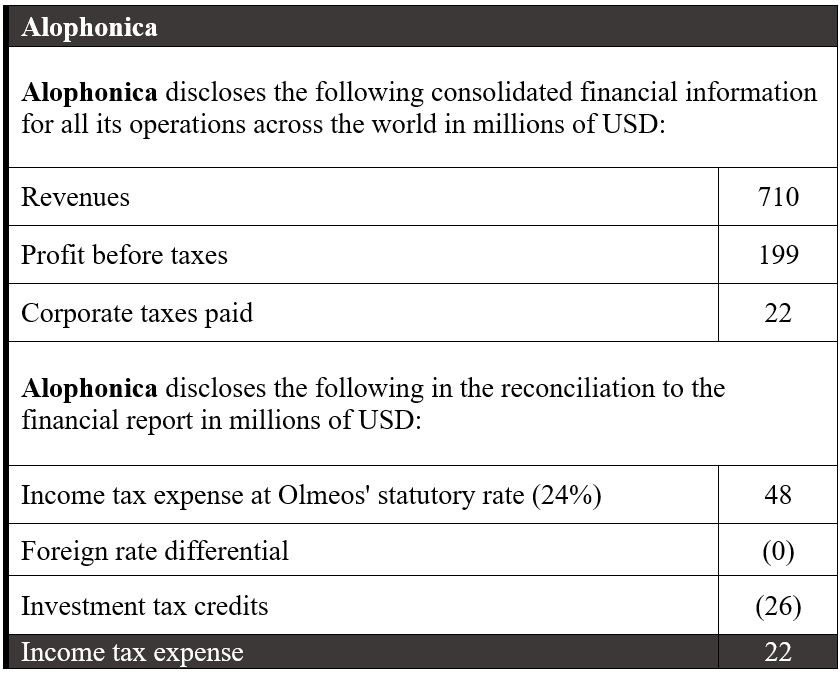 Alophonica
Alophonica discloses the following consolidated financial information
for all its operations across the world in millions of USD:
Revenues 710
Profit before taxes 199
Corporate taxes paid 22
Alophonica discloses the following in the reconciliation to the
financial report in millions of USD:
Income tax expense at Olmeos' statutory rate (24%) 48
Foreign rate differential (0)
Investment tax credits (26)
Income tax expense 22